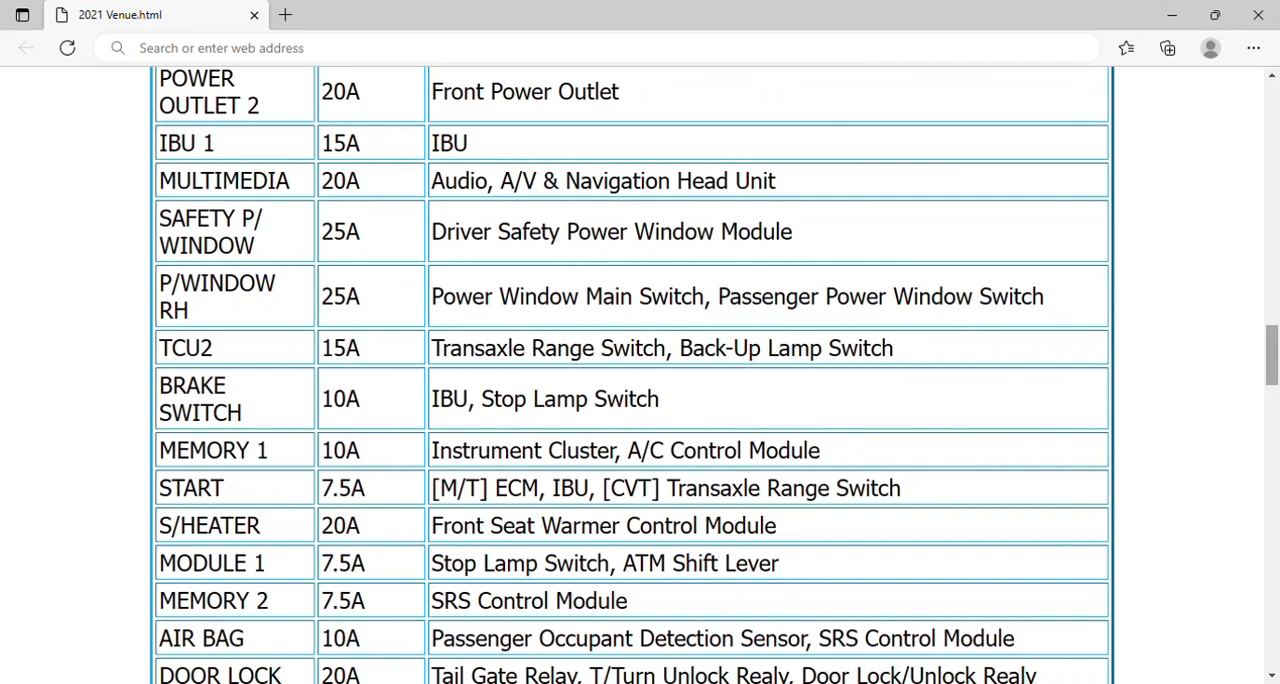 2021 Venue.html
Search or enter web address
POWER
OUTLET 2
20A
Front Power Outlet
IBU 1
15A
IBU
MULTIMEDIA
20A
Audio, A/V & Navigation Head Unit
SAFETY P/
WINDOW
25A
Driver Safety Power Window Module
P/WINDOW
RH
25A
Power Window Main Switch, Passenger Power Window Switch
TCU2
15A
Transaxle Range Switch, Back-Up Lamp Switch
BRAKE
SWITCH
10A
IBU, Stop Lamp Switch
MEMORY 1
10A
Instrument Cluster, A/C Control Module
START
7.5A
[M/T] ECM, IBU, [CVT] Transaxle Range Switch
S/HEATER
20A
Front Seat Warmer Control Module
MODULE 1
7.5A
Stop Lamp Switch, ATM Shift Lever
MEMORY 2
7.5A
SRS Control Module
AIR BAG
10A
Passenger Occupant Detection Sensor, SRS Control Module
DOOR LOCK
20A
Tail Gate Relay, T/Turn Unlock Realy, Door Lock/Unlock Realy